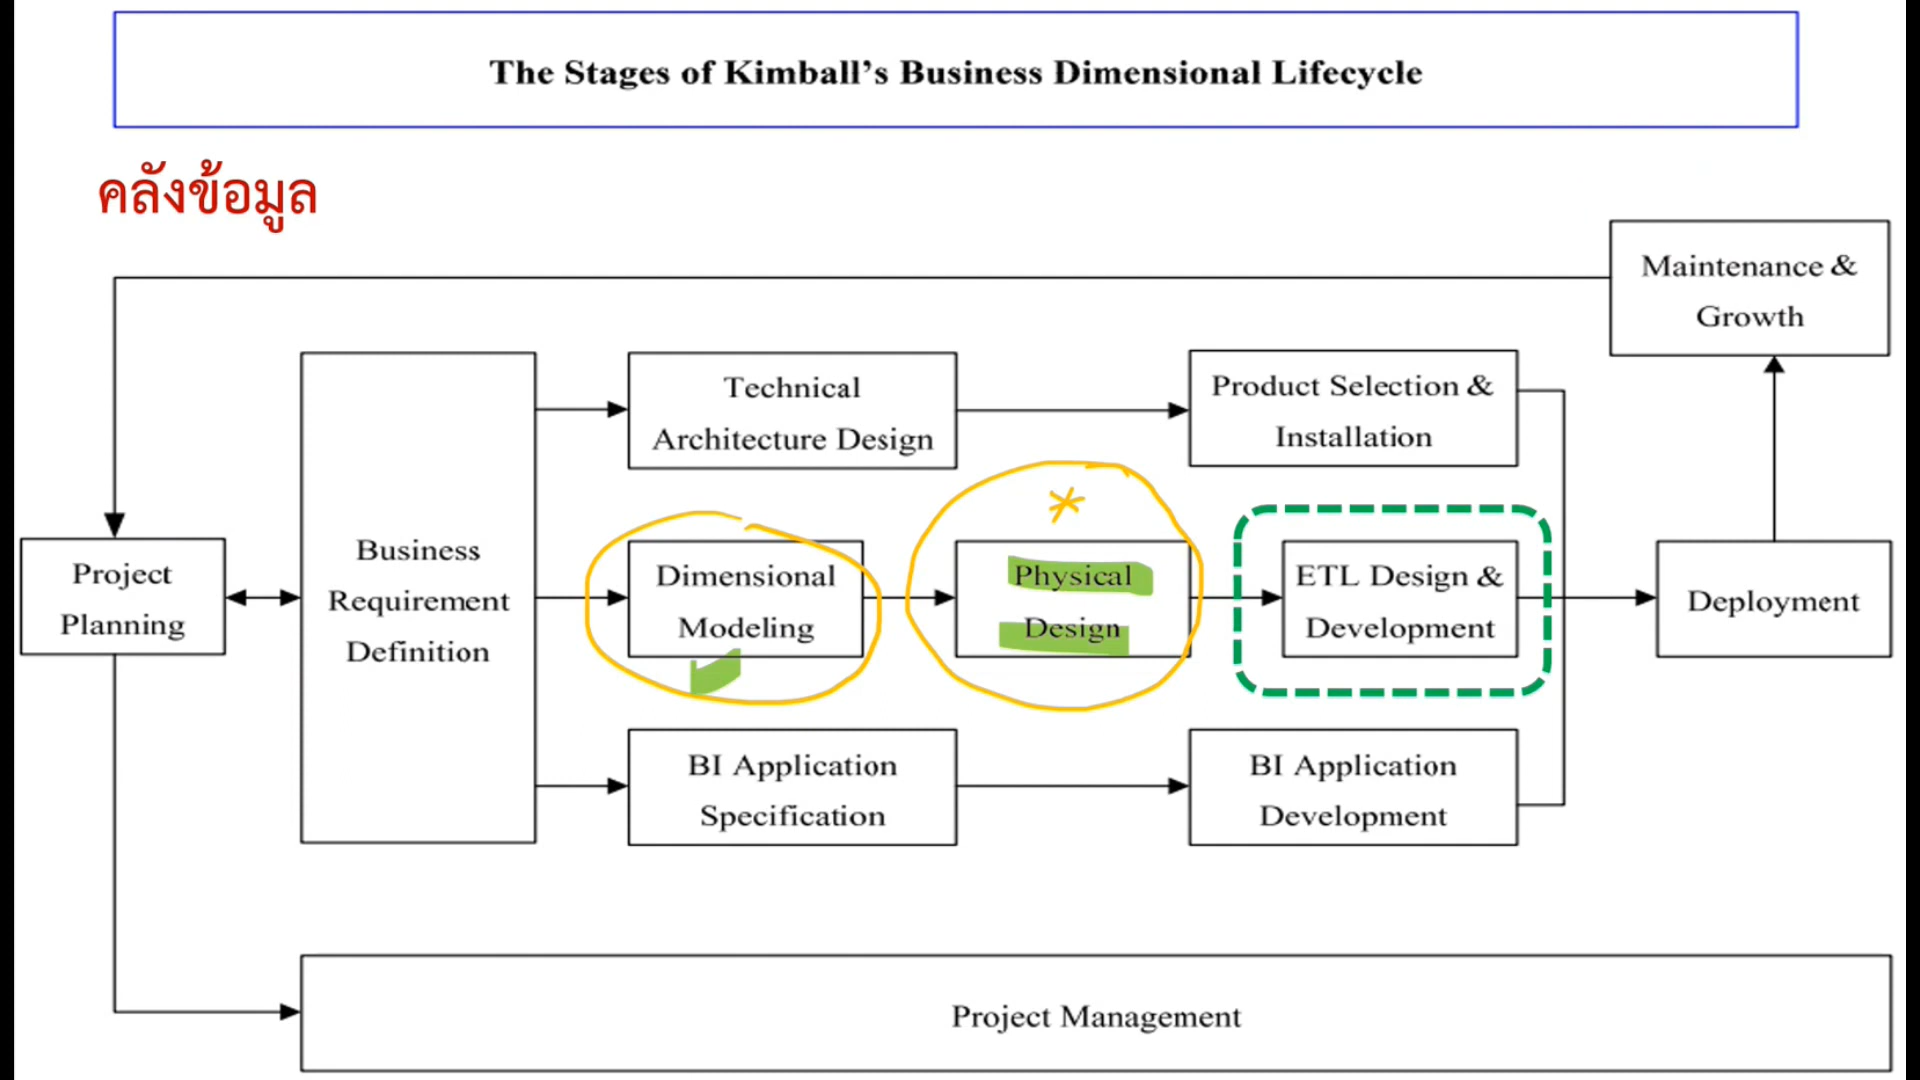 The Stages of Kimball's Business Dimensional Lifecycle
คลังข้อมูล
Maintenance &
Growth
Technical
Architecture Design
Product Selection &
Installation
Project
Planning
Business
Requirement
Definition
Dimensional
Modeling
Physical
Design
ETL Design &
Development
Deployment
BI Application
Specification
BI Application
Development
Project Management